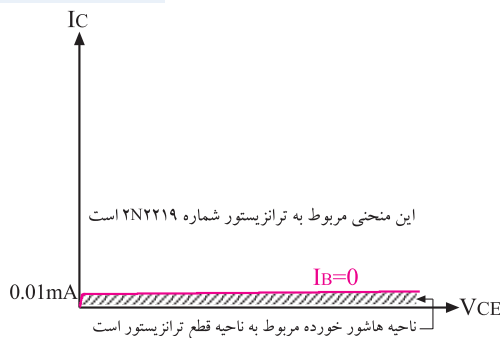 IC
این منحنی مربوط به ترانزیستور شماره ۲N۲۲۱۹ است
IB=0
0.01mA
VCE
ناحیه هاشور خورده مربوط به ناحیه قطع ترانزیستور است